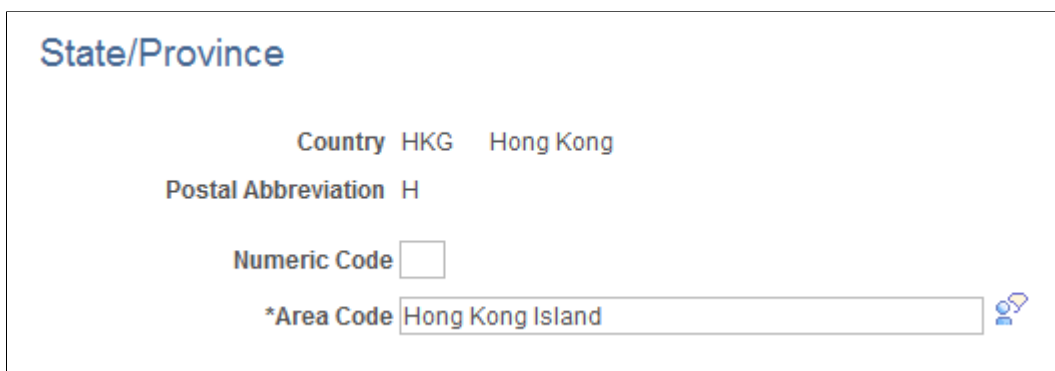 State/Province
Country HKG Hong Kong
Postal Abbreviation H
Numeric Code
*Area Code Hong Kong Island